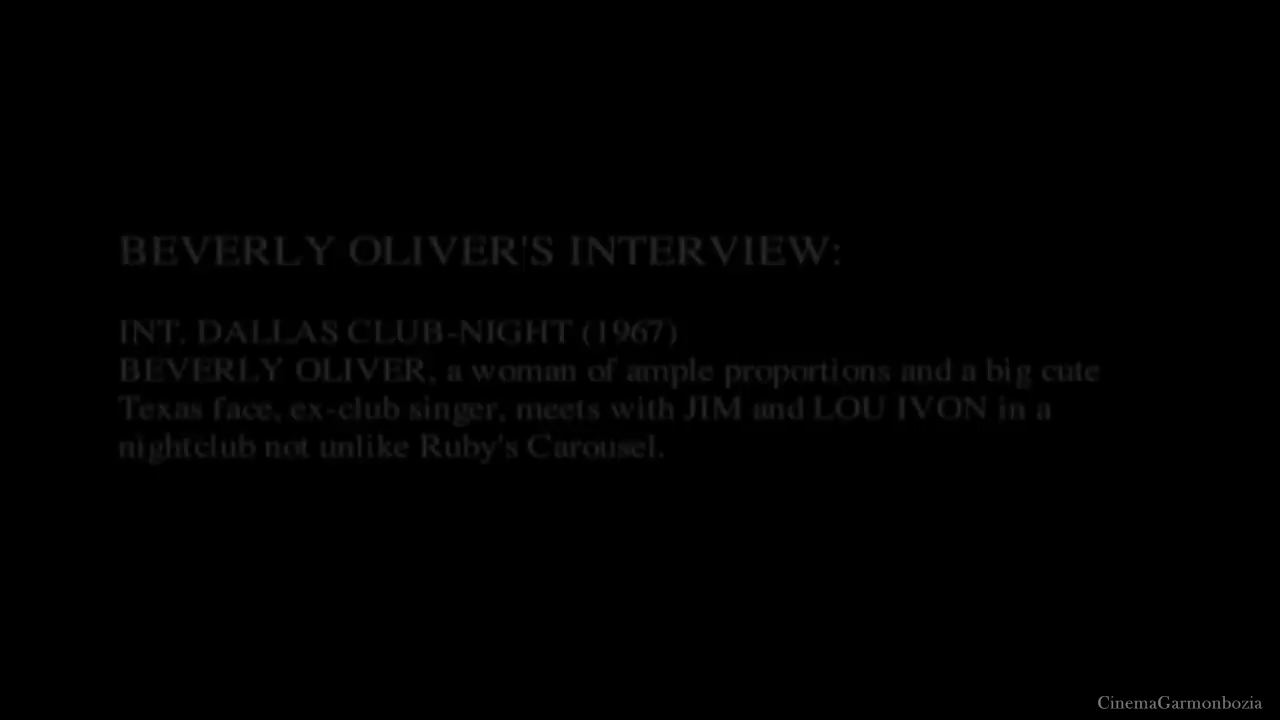 BEVERLY OLIVER'S INTERVIEW:
INT. DALLAS CLUB-NIGHT (1967)
BEVERLY OLIVER, a woman of ample proportions and a big cute
Texas face, ex-club singer, meets with JIM and LOU IVON in a
nightclub not unlike Ruby's Carousel.
CinemaGarmonbozia